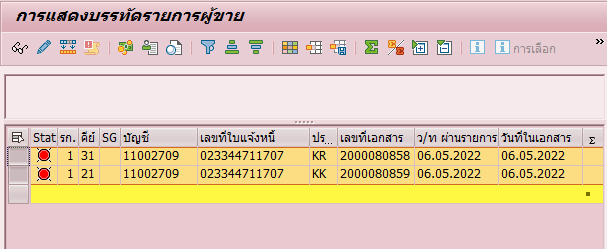 การแสดงบรรทัดรายการผู้ขาย
การเลือก
Stat รก. คีย์ SG บัญชี เลขที่ใบแจ้งหนี้ ปร... เลขที่เอกสาร ว/ท ผ่านรายการ วันที่ในเอกสาร Σ
1 31 11002709 023344711707 KR 2000080858 06.05.2022 06.05.2022
1 21 11002709 023344711707 KK 2000080859 06.05.2022 06.05.2022